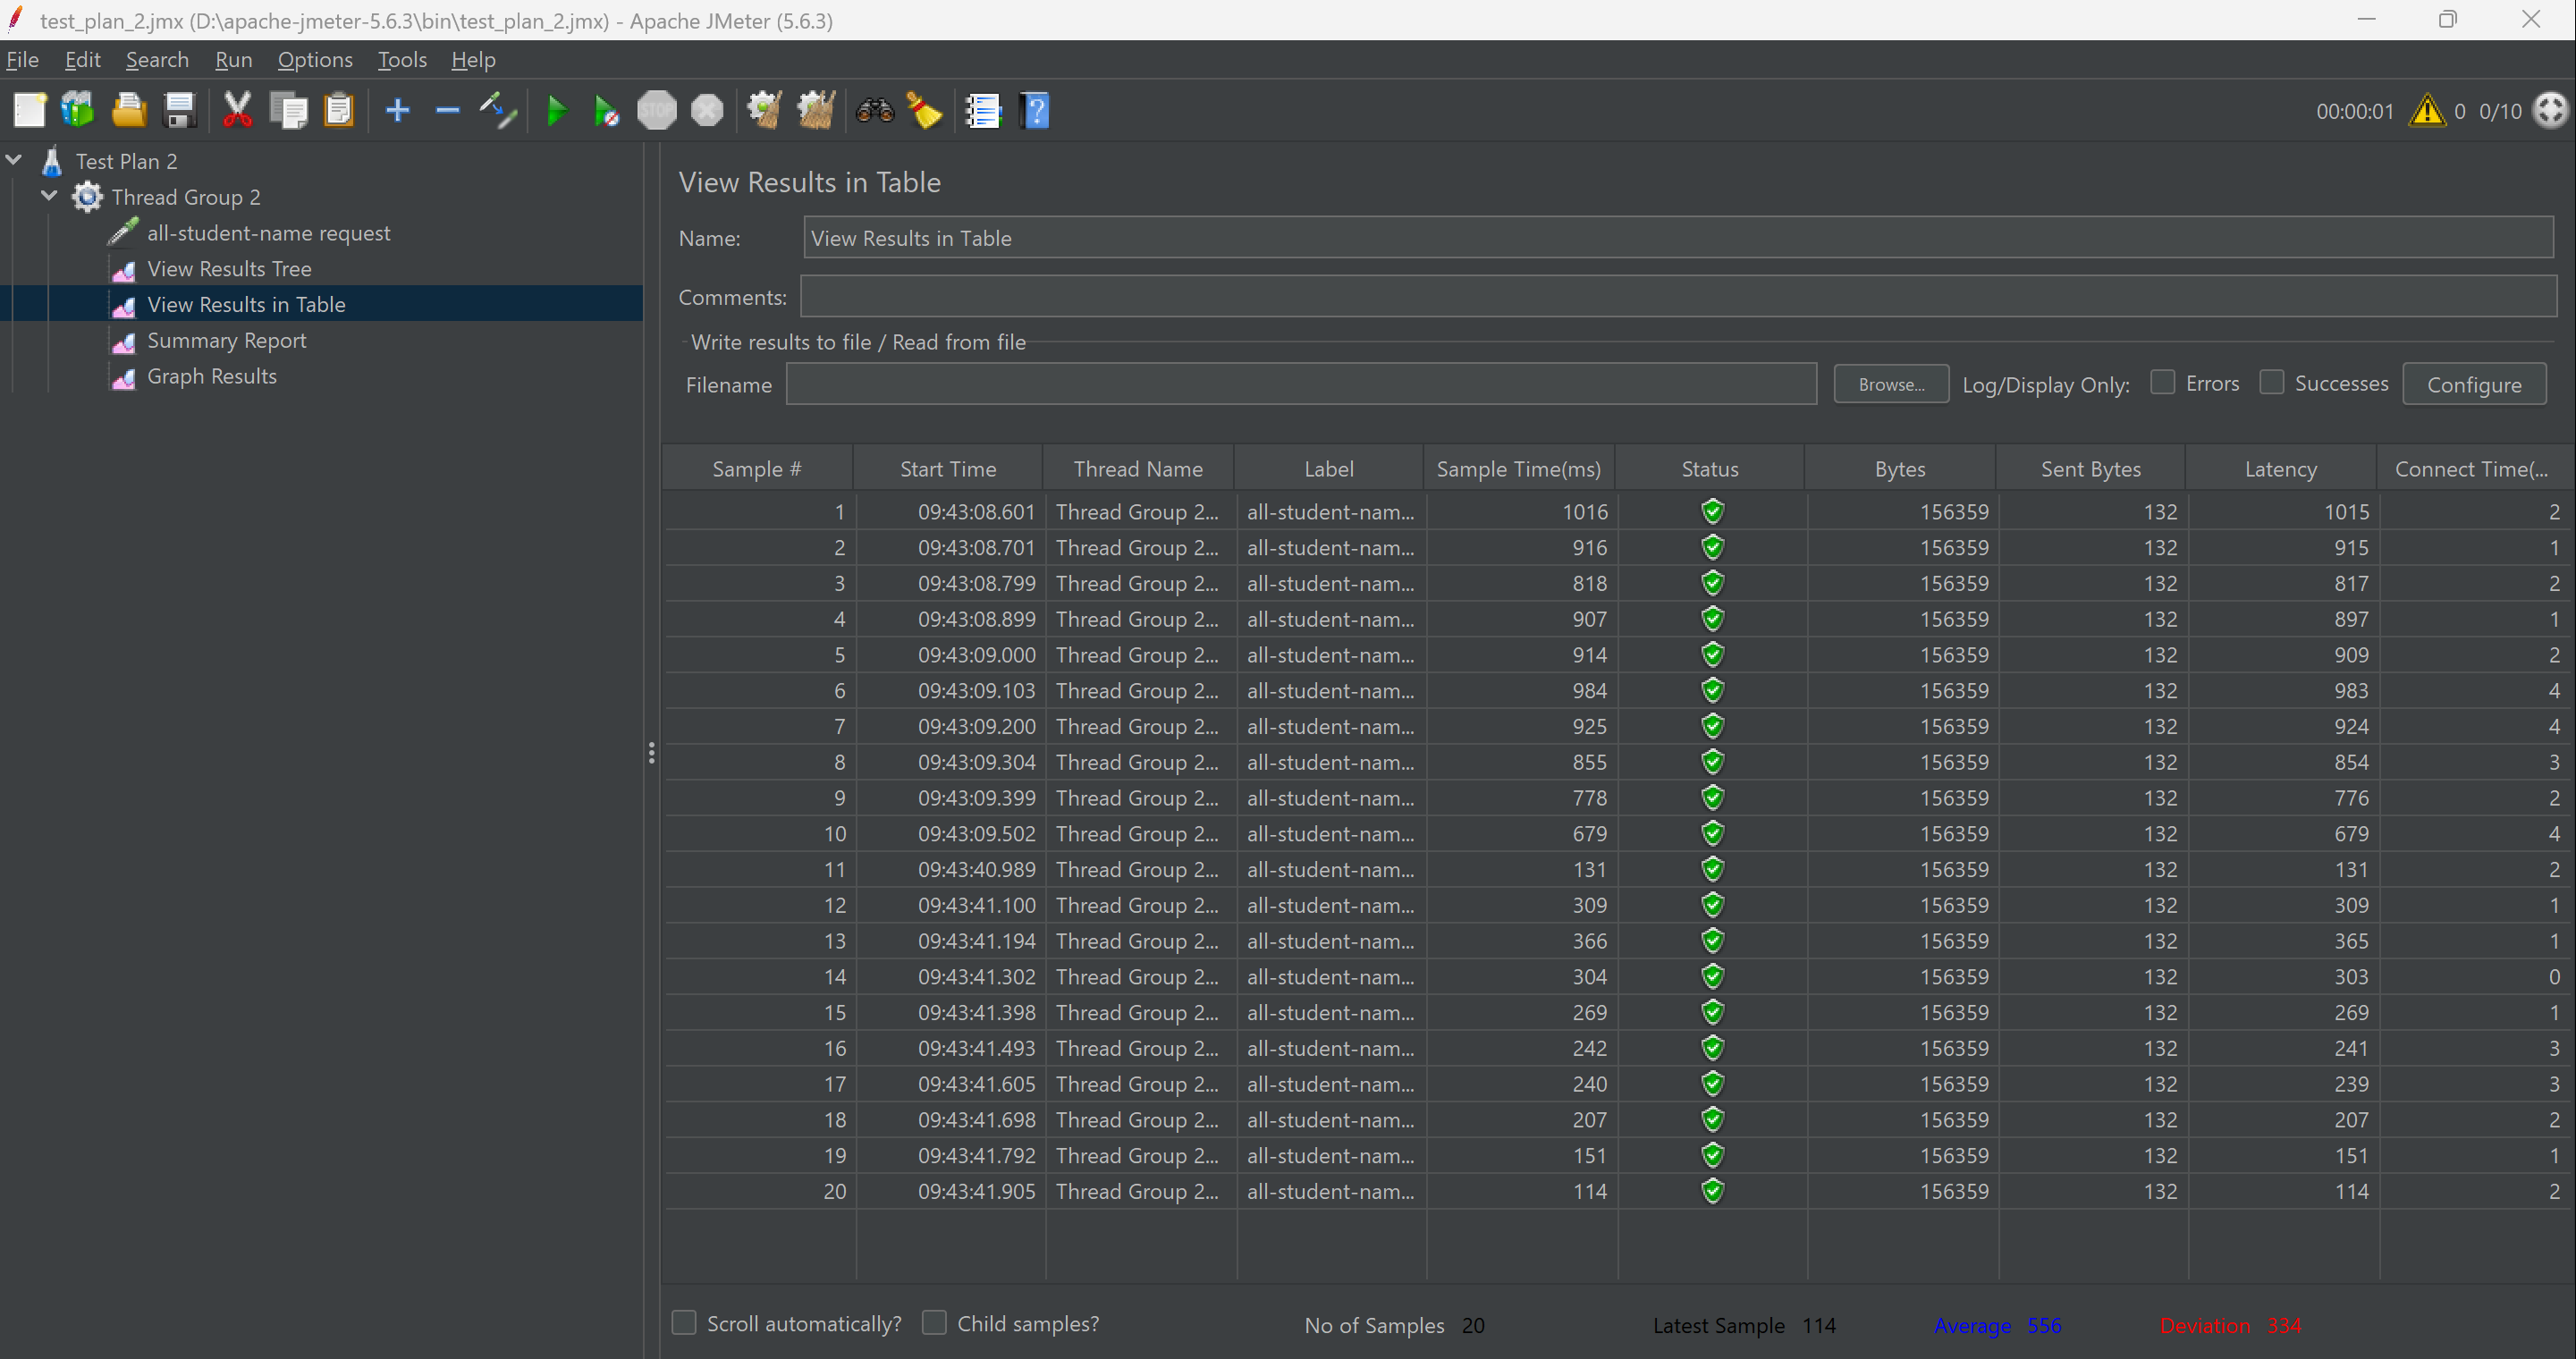 test_plan_2.jmx (D:\apache-jmeter-5.6.3\bin\test_plan_2.jmx) - Apache JMeter (5.6.3)
File Edit Search Run Options Tools Help
STOP
00:00:01 0 0/10
Test Plan 2
Thread Group 2
all-student-name request
View Results Tree
View Results in Table
Summary Report
Graph Results
View Results in Table
Name: View Results in Table
Comments:
Write results to file / Read from file
Filename Browse... Log/Display Only: Errors Successes Configure
Sample # Start Time Thread Name Label Sample Time(ms) Status Bytes Sent Bytes Latency Connect Time(...
1 09:43:08.601 Thread Group 2... all-student-nam... 1016 156359 132 1015 2
2 09:43:08.701 Thread Group 2... all-student-nam... 916 156359 132 915 1
3 09:43:08.799 Thread Group 2... all-student-nam... 818 156359 132 817 2
4 09:43:08.899 Thread Group 2... all-student-nam... 907 156359 132 897 1
5 09:43:09.000 Thread Group 2... all-student-nam... 914 156359 132 909 2
6 09:43:09.103 Thread Group 2... all-student-nam... 984 156359 132 983 4
7 09:43:09.200 Thread Group 2... all-student-nam... 925 156359 132 924 4
8 09:43:09.304 Thread Group 2... all-student-nam... 855 156359 132 854 3
9 09:43:09.399 Thread Group 2... all-student-nam... 778 156359 132 776 2
10 09:43:09.502 Thread Group 2... all-student-nam... 679 156359 132 679 4
11 09:43:40.989 Thread Group 2... all-student-nam... 131 156359 132 131 2
12 09:43:41.100 Thread Group 2... all-student-nam... 309 156359 132 309 1
13 09:43:41.194 Thread Group 2... all-student-nam... 366 156359 132 365 1
14 09:43:41.302 Thread Group 2... all-student-nam... 304 156359 132 303 0
15 09:43:41.398 Thread Group 2... all-student-nam... 269 156359 132 269 1
16 09:43:41.493 Thread Group 2... all-student-nam... 242 156359 132 241 3
17 09:43:41.605 Thread Group 2... all-student-nam... 240 156359 132 239 3
18 09:43:41.698 Thread Group 2... all-student-nam... 207 156359 132 207 2
19 09:43:41.792 Thread Group 2... all-student-nam... 151 156359 132 151 1
20 09:43:41.905 Thread Group 2... all-student-nam... 114 156359 132 114 2
Scroll automatically? Child samples? No of Samples 20 Latest Sample 114 Average 556 Deviation 334